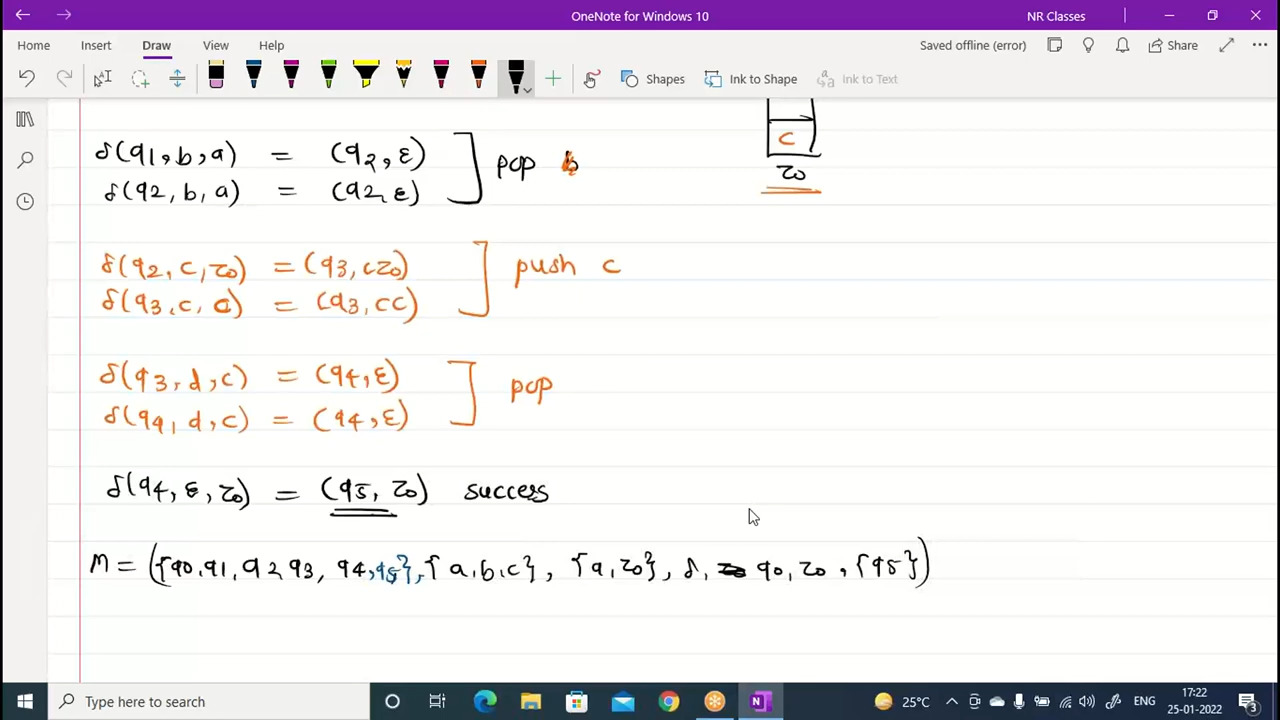 OneNote for Windows 10
NR Classes
Home Insert Draw View Help
Saved offline (error)
Share
Shapes
Ink to Shape
Ink to Text
c
z0
δ(q1, b, a) = (q2, ε)
δ(q2, b, a) = (q2, ε)
pop
δ(q2, c, z0) = (q3, cz0)
δ(q3, c, c) = (q3, cc)
push c
δ(q3, d, c) = (q4, ε)
δ(q4, d, c) = (q4, ε)
pop
δ(q4, ε, z0) = (q5, z0) success
M = ({q0, q1, q2, q3, q4, q5}, {a, b, c}, {a, z0}, δ, q0, z0, {q5})
Type here to search
25°C
ENG
17:22
25-01-2022
3